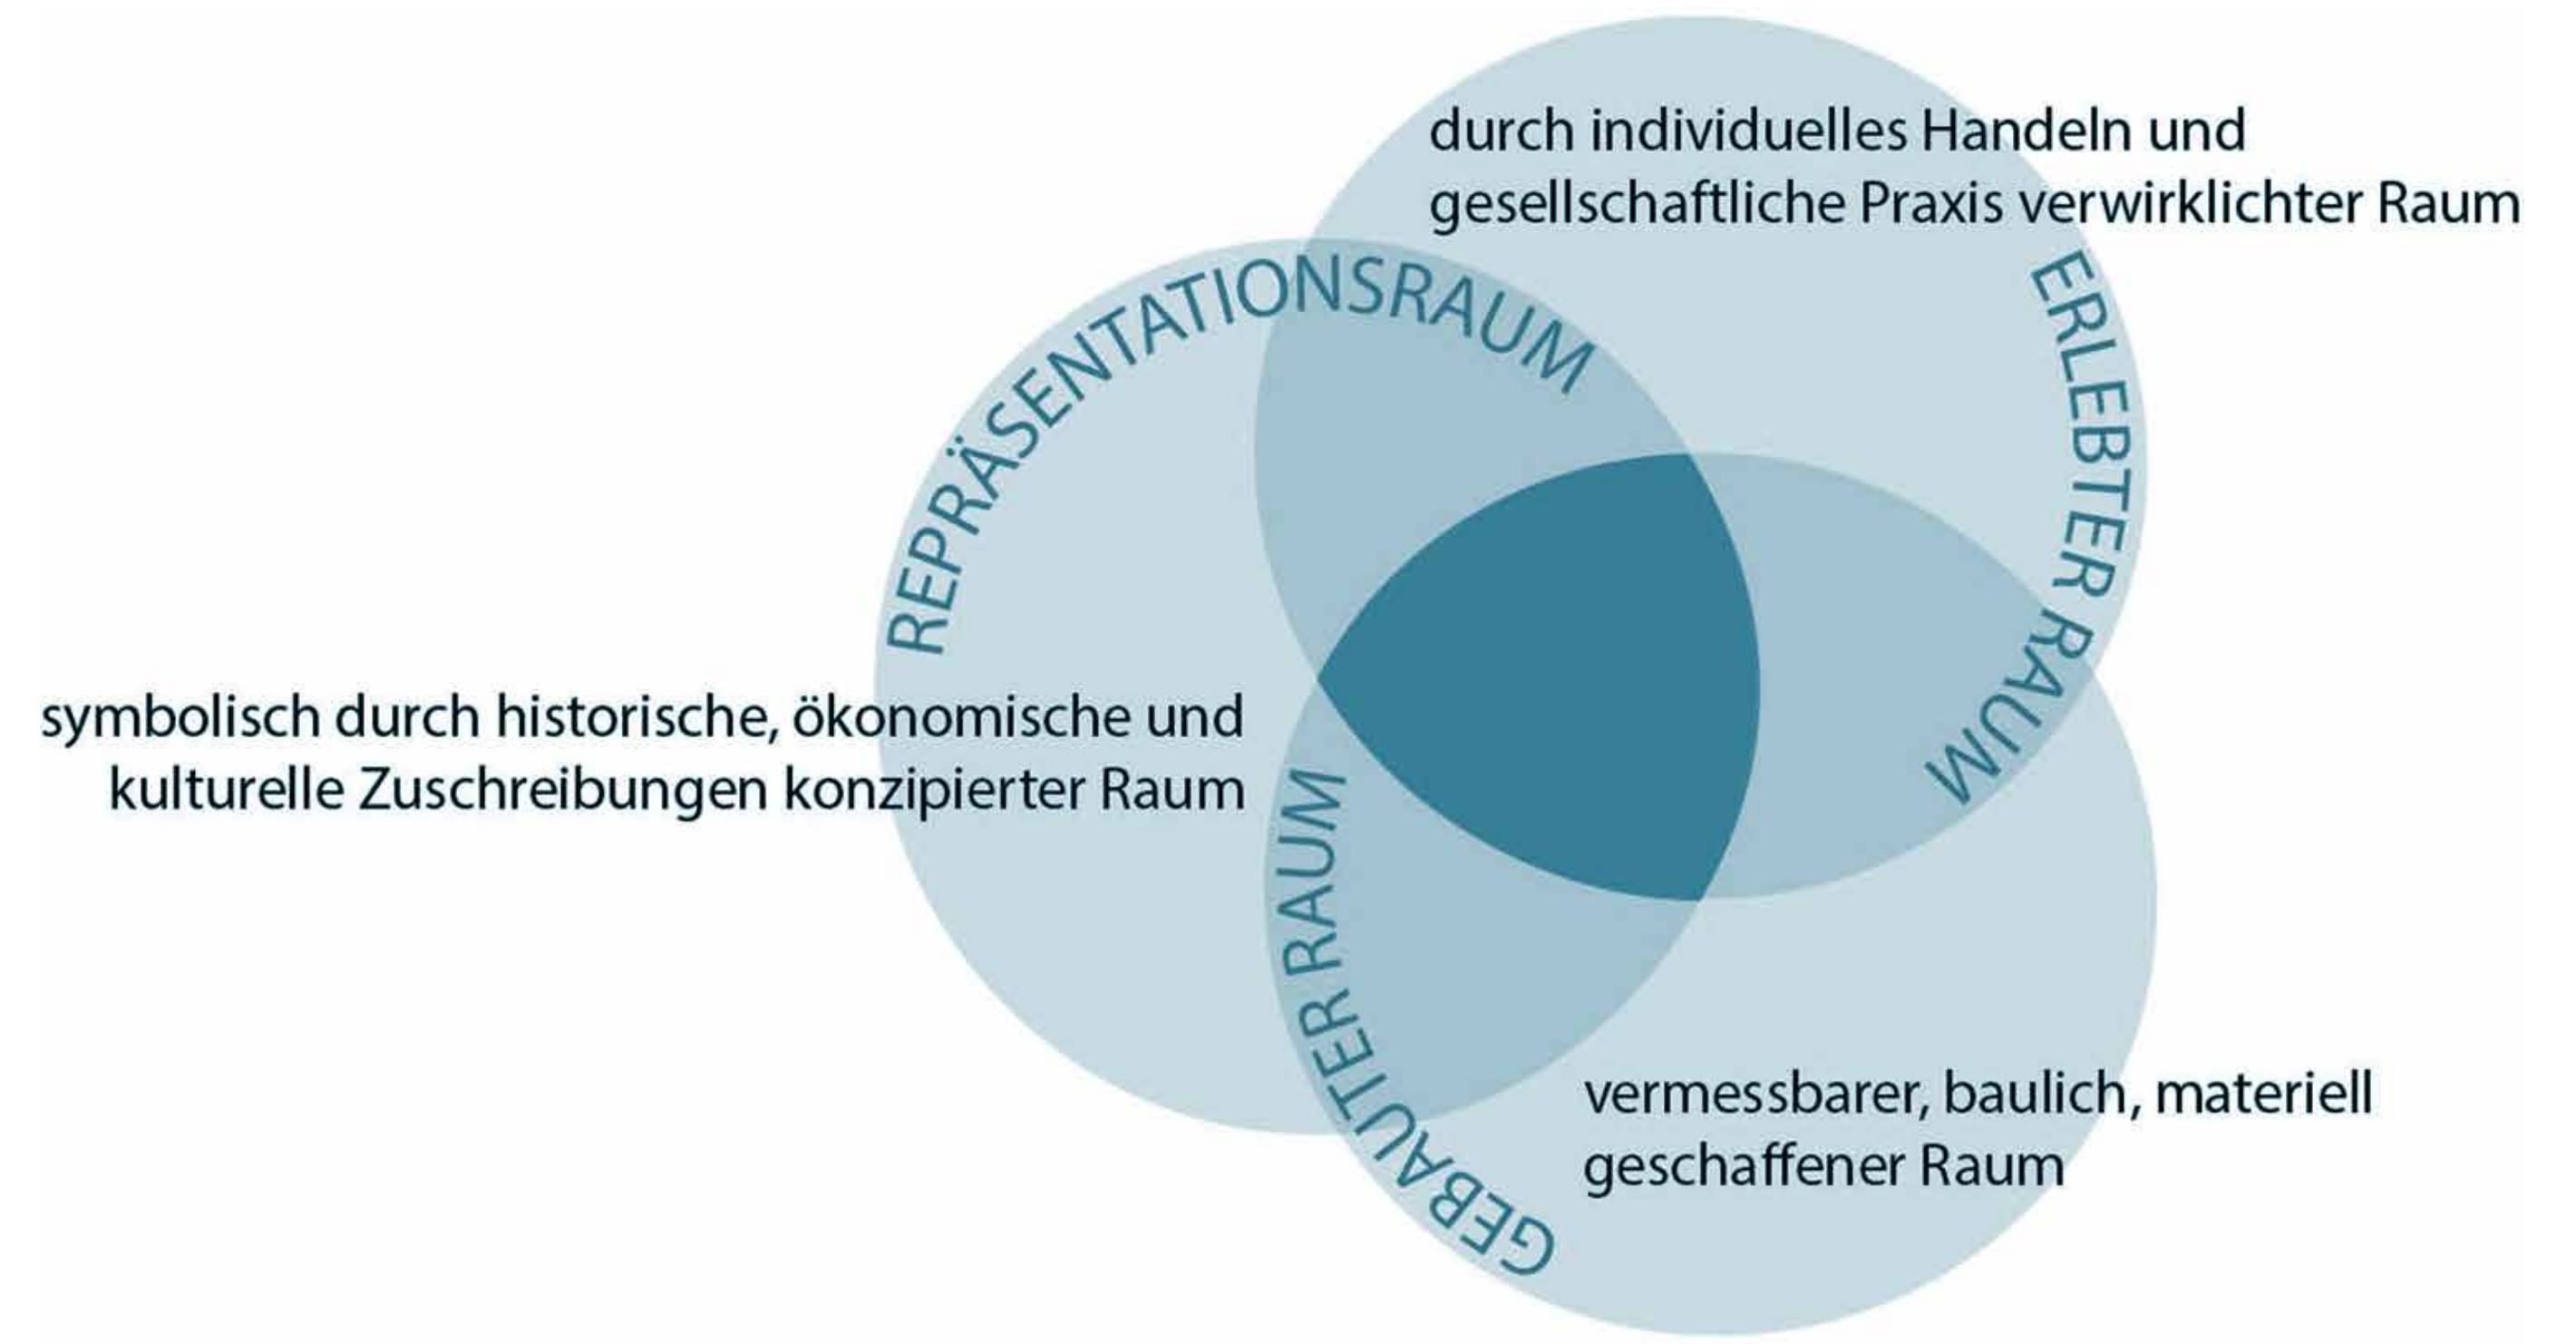 durch individuelles Handeln und
gesellschaftliche Praxis verwirklichter Raum
ERLEBTER RAUM
REPRÄSENTATIONSRAUM
symbolisch durch historische, ökonomische und
kulturelle Zuschreibungen konzipierter Raum
GEBAUTER RAUM
vermessbarer, baulich, materiell
geschaffener Raum